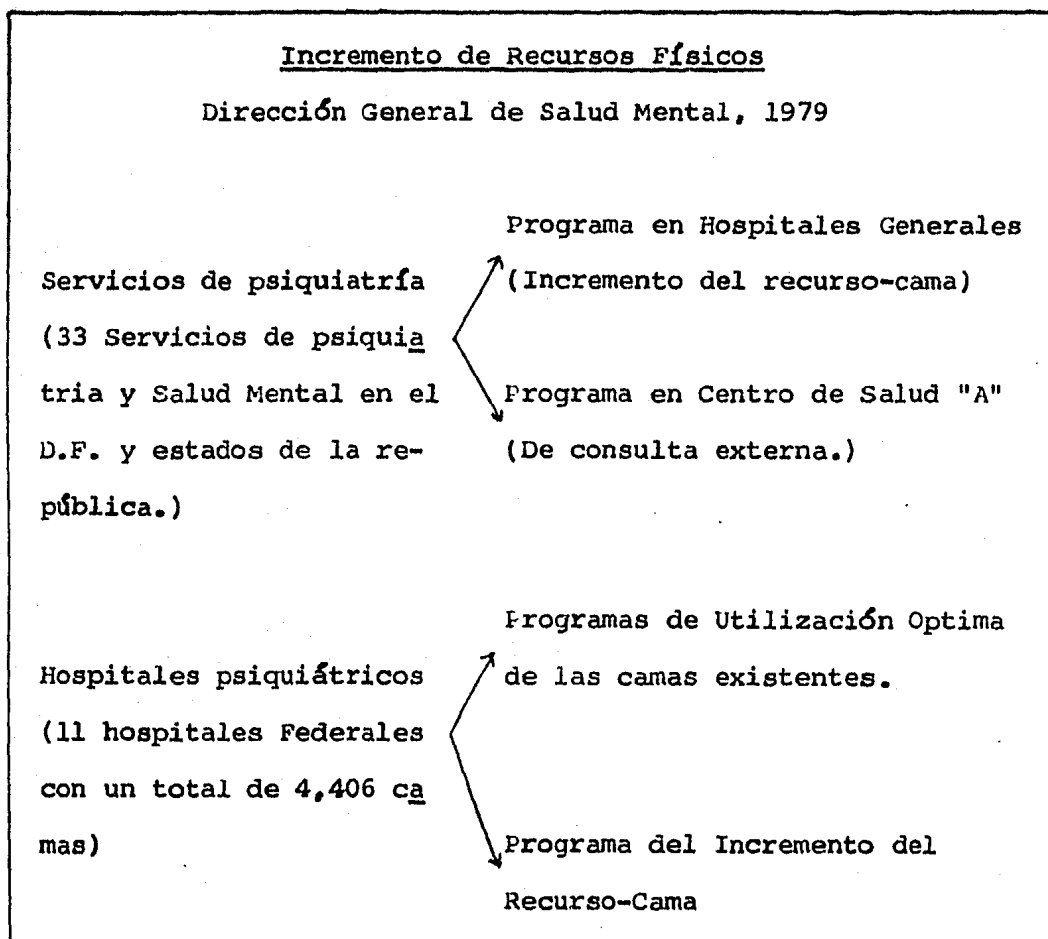 Incremento de Recursos Físicos
Dirección General de Salud Mental, 1979
Programa en Hospitales Generales
(Incremento del recurso-cama)
Servicios de psiquiatría
(33 Servicios de psiquia
tria y Salud Mental en el
D.F. y estados de la re-
pública.)
Programa en Centro de Salud "A"
(De consulta externa.)
Programas de Utilización Optima
de las camas existentes.
Hospitales psiquiátricos
(11 hospitales Federales
con un total de 4,406 ca
mas)
Programa del Incremento del
Recurso-Cama